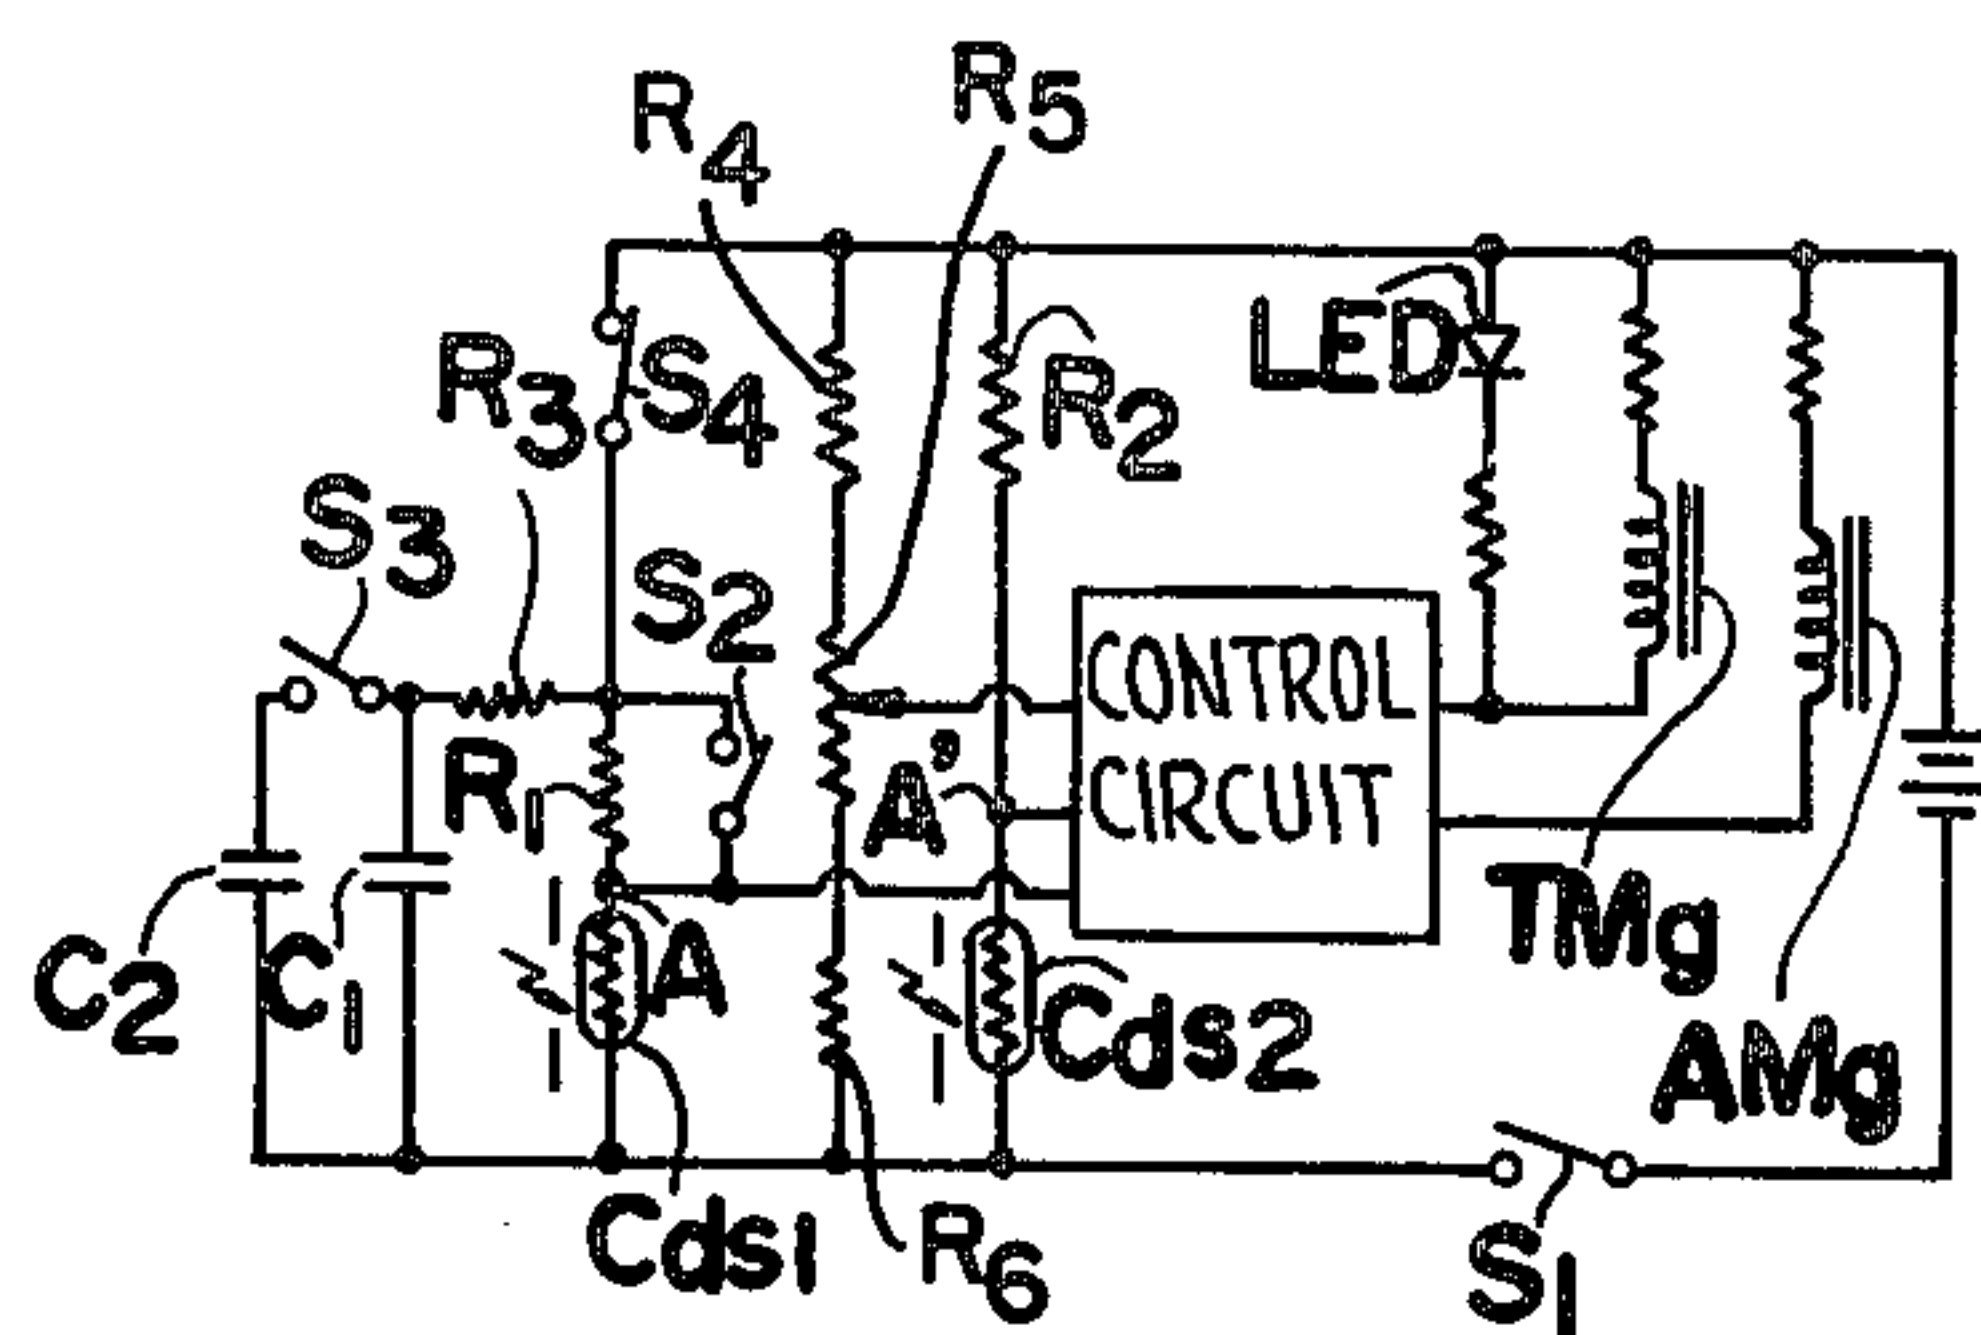 R4
R5
R3
S4
R2
LED
S3
S2
CONTROL
CIRCUIT
R1
A'
TMg
C2
C1
A
Cds2
AMg
Cds1
R6
S1